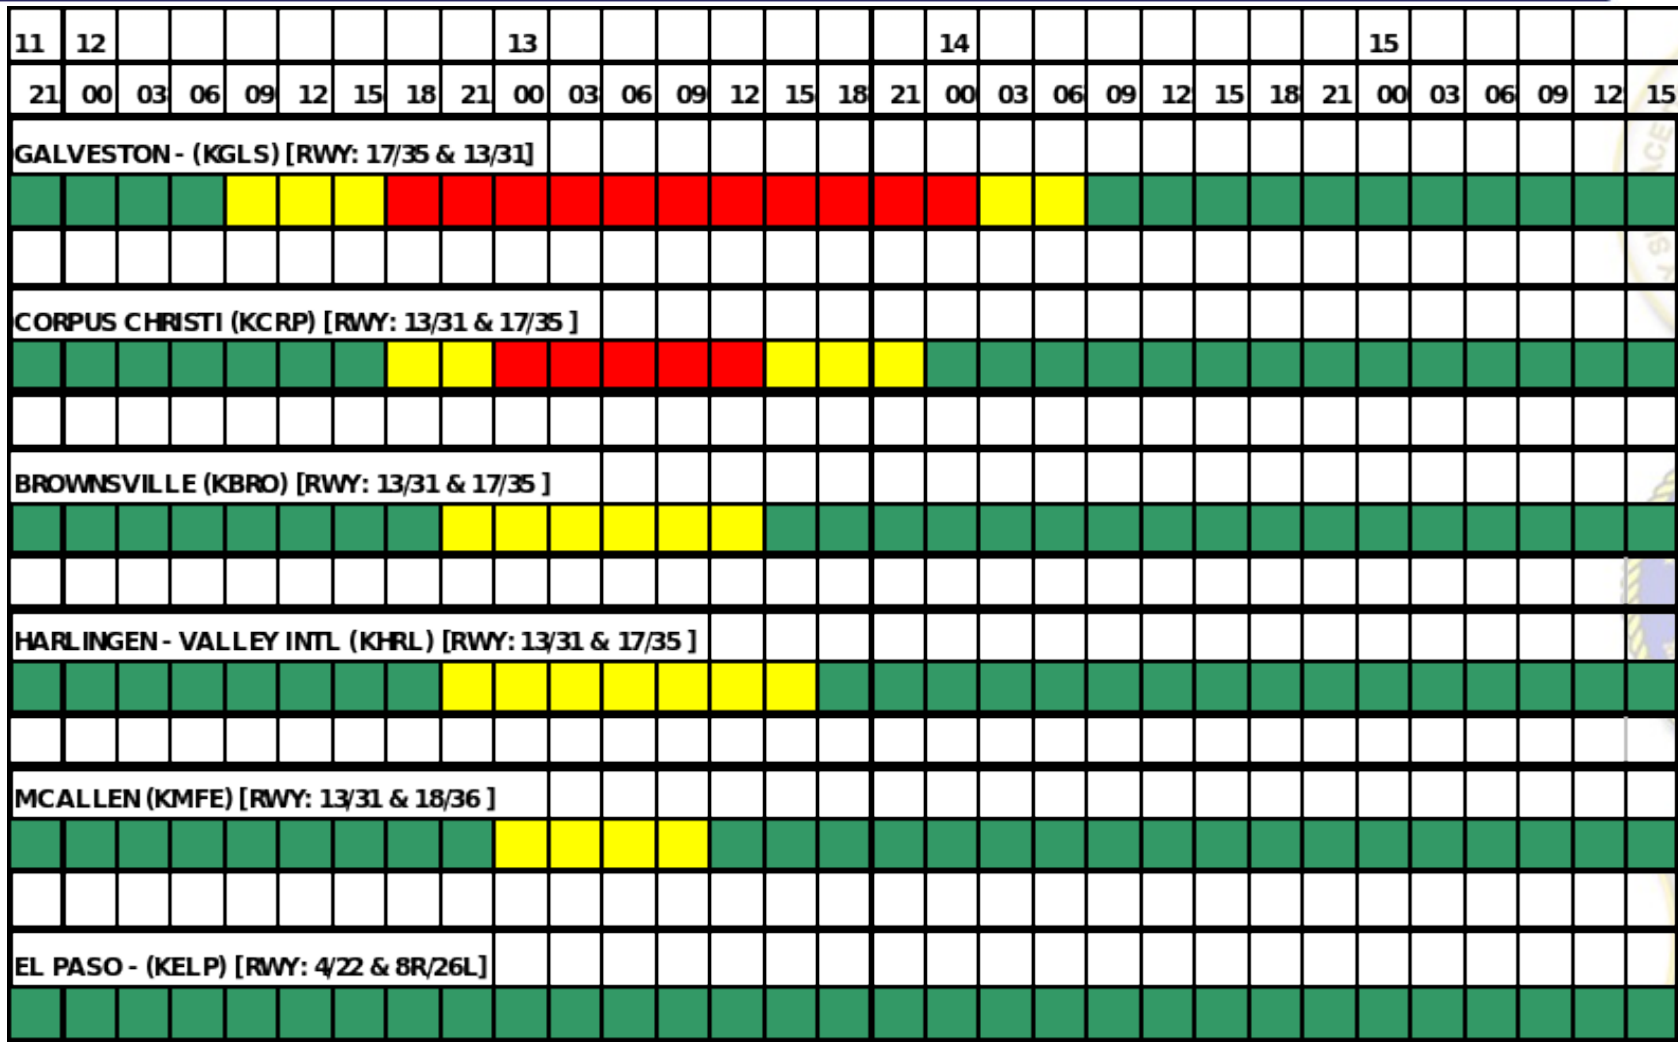 11 12 13 14 15
21 00 03 06 09 12 15 18 21 00 03 06 09 12 15 18 21 00 03 06 09 12 15 18 21 00 03 06 09 12 15
GALVESTON - (KGLS) [RWY: 17/35 & 13/31]
CORPUS CHRISTI (KCRP) [RWY: 13/31 & 17/35 ]
BROWNSVILLE (KBRO) [RWY: 13/31 & 17/35 ]
HARLINGEN - VALLEY INTL (KHRL) [RWY: 13/31 & 17/35 ]
MCALLEN (KMFE) [RWY: 13/31 & 18/36 ]
EL PASO - (KELP) [RWY: 4/22 & 8R/26L]